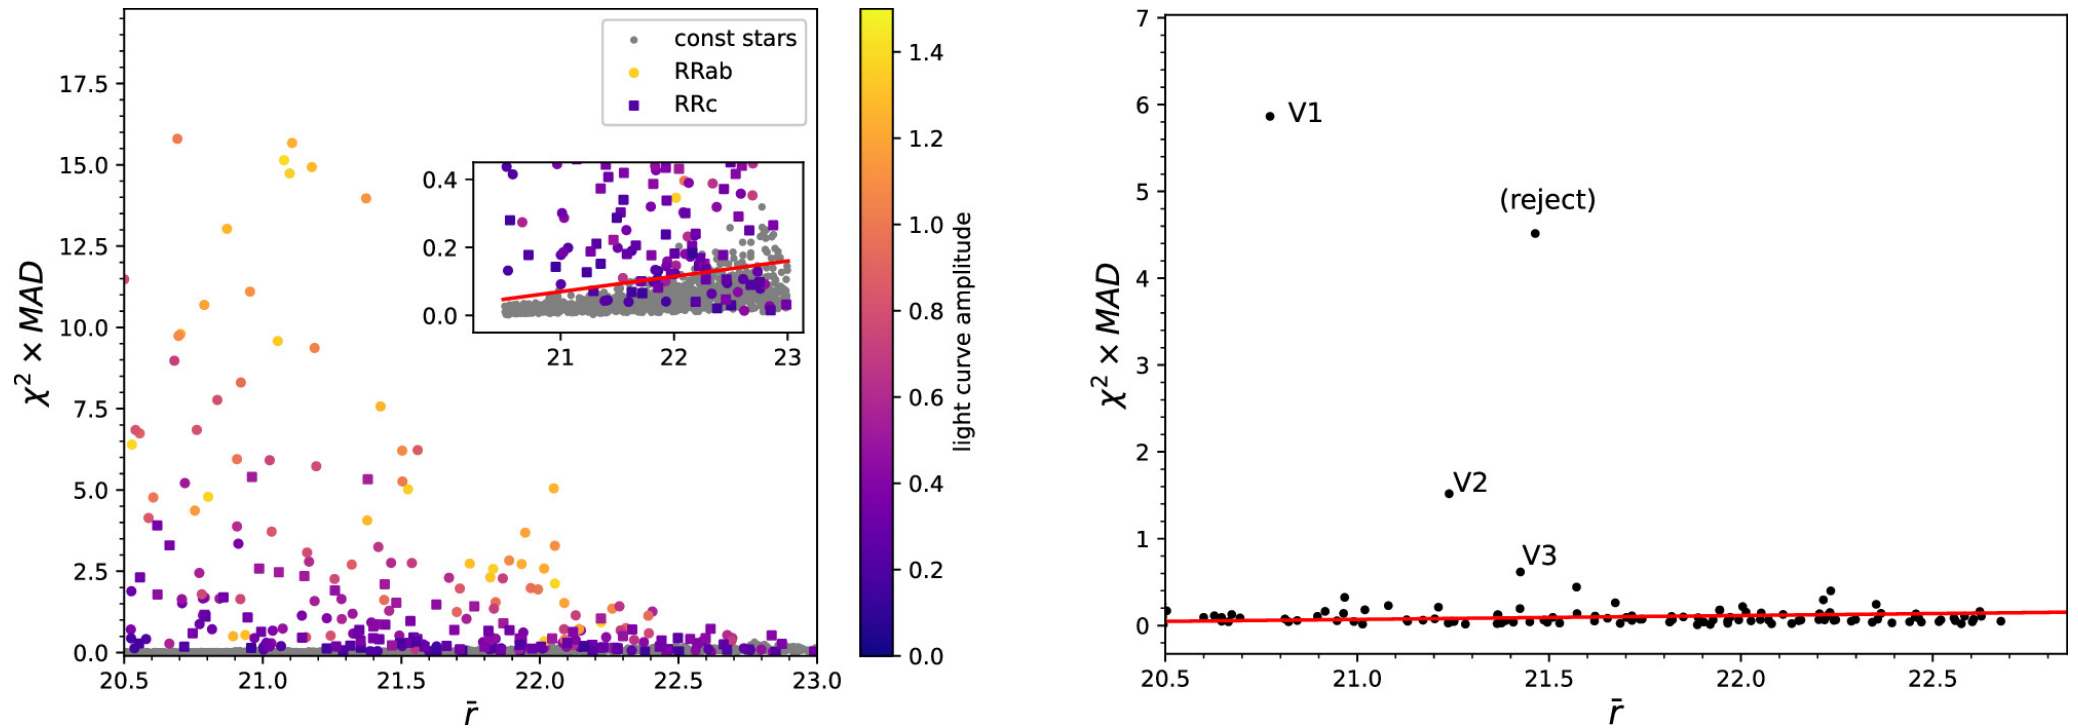 const stars
RRab
RRc
17.5
15.0
12.5
10.0
7.5
5.0
2.5
0.0
χ² × MAD
20.5 21.0 21.5 22.0 22.5 23.0
r̄
0.4
0.2
0.0
21 22 23
1.4
1.2
1.0
0.8
0.6
0.4
0.2
0.0
light curve amplitude
7
6
5
4
3
2
1
0
χ² × MAD
V1
(reject)
V2
V3
20.5 21.0 21.5 22.0 22.5
r̄